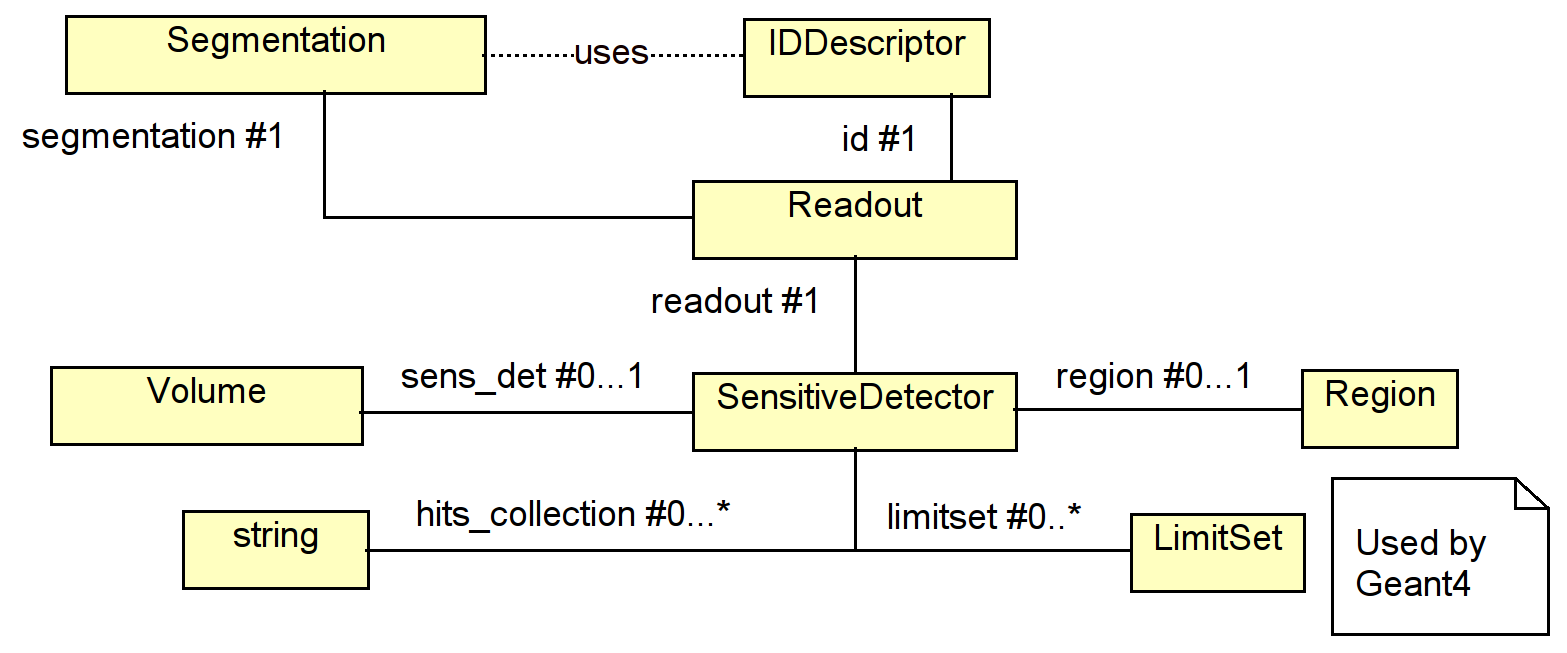 Segmentation
uses
IDDescriptor
segmentation #1
id #1
Readout
readout #1
Volume
sens_det #0...1
SensitiveDetector
region #0...1
Region
string
hits_collection #0...*
limitset #0..*
LimitSet
Used by
Geant4